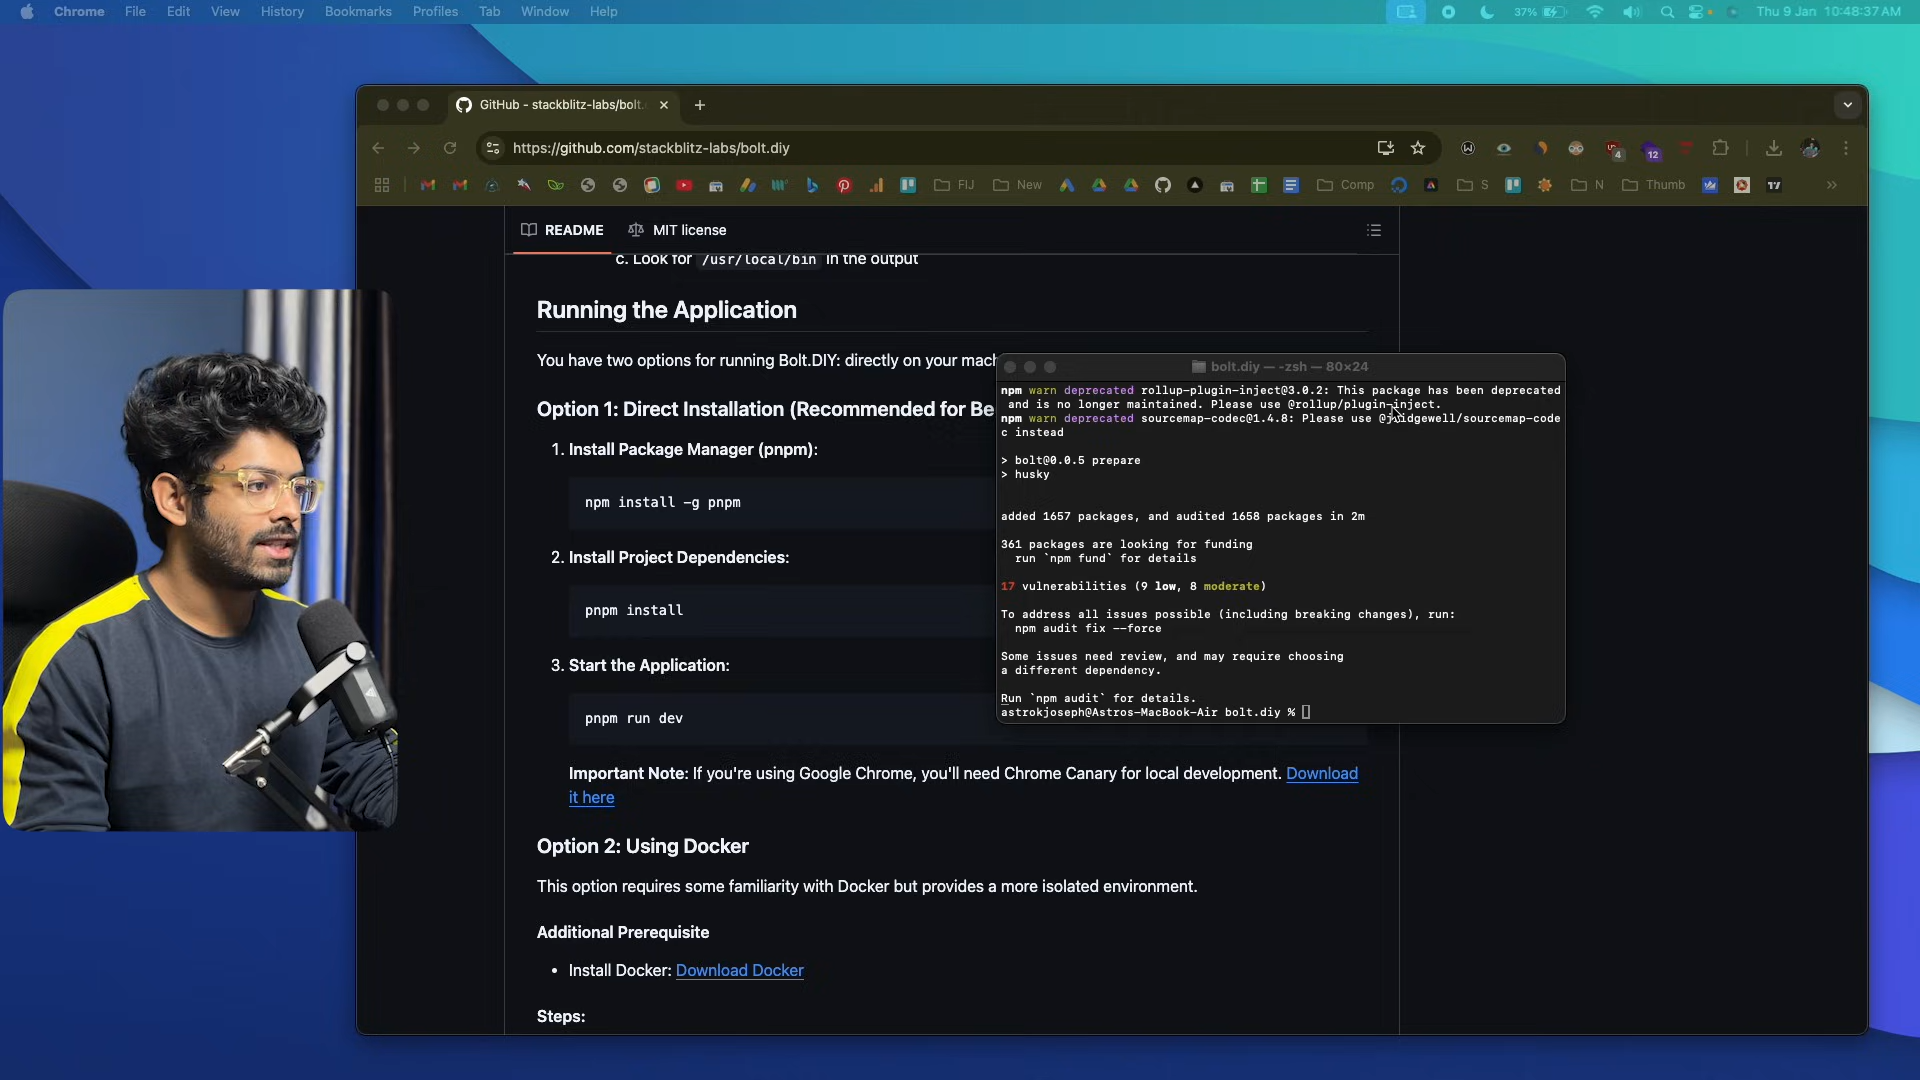 Chrome File Edit View History Bookmarks Profiles Tab Window Help
37%
Thu 9 Jan 10:48:37 AM
GitHub - stackblitz-labs/bolt.
https://github.com/stackblitz-labs/bolt.diy
4
12
FIJ
New
Comp
S
N
Thumb
README
MIT license
c. Look for /usr/local/bin in the output
Running the Application
You have two options for running Bolt.DIY: directly on your mach
Option 1: Direct Installation (Recommended for Be
1. Install Package Manager (pnpm):
npm install -g pnpm
2. Install Project Dependencies:
pnpm install
3. Start the Application:
pnpm run dev
Important Note: If you're using Google Chrome, you'll need Chrome Canary for local development. Download
it here
Option 2: Using Docker
This option requires some familiarity with Docker but provides a more isolated environment.
Additional Prerequisite
• Install Docker: Download Docker
Steps:
bolt.diy — -zsh — 80×24
npm warn deprecated rollup-plugin-inject@3.0.2: This package has been deprecated
and is no longer maintained. Please use @rollup/plugin-inject.
npm warn deprecated sourcemap-codec@1.4.8: Please use @jridgewell/sourcemap-code
c instead
> bolt@0.0.5 prepare
> husky
added 1657 packages, and audited 1658 packages in 2m
361 packages are looking for funding
run `npm fund` for details
17 vulnerabilities (9 low, 8 moderate)
To address all issues possible (including breaking changes), run:
npm audit fix --force
Some issues need review, and may require choosing
a different dependency.
Run `npm audit` for details.
astrokjoseph@Astros-MacBook-Air bolt.diy %